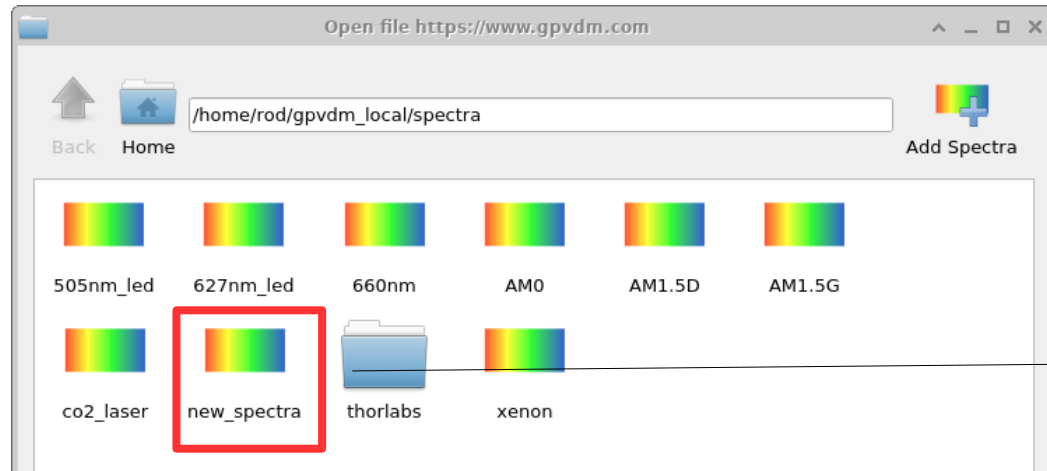 Open file https://www.gpvdm.com
/home/rod/gpvdm_local/spectra
Back Home Add Spectra
505nm_led 627nm_led 660nm AM0 AM1.5D AM1.5G
co2_laser new_spectra thorlabs xenon